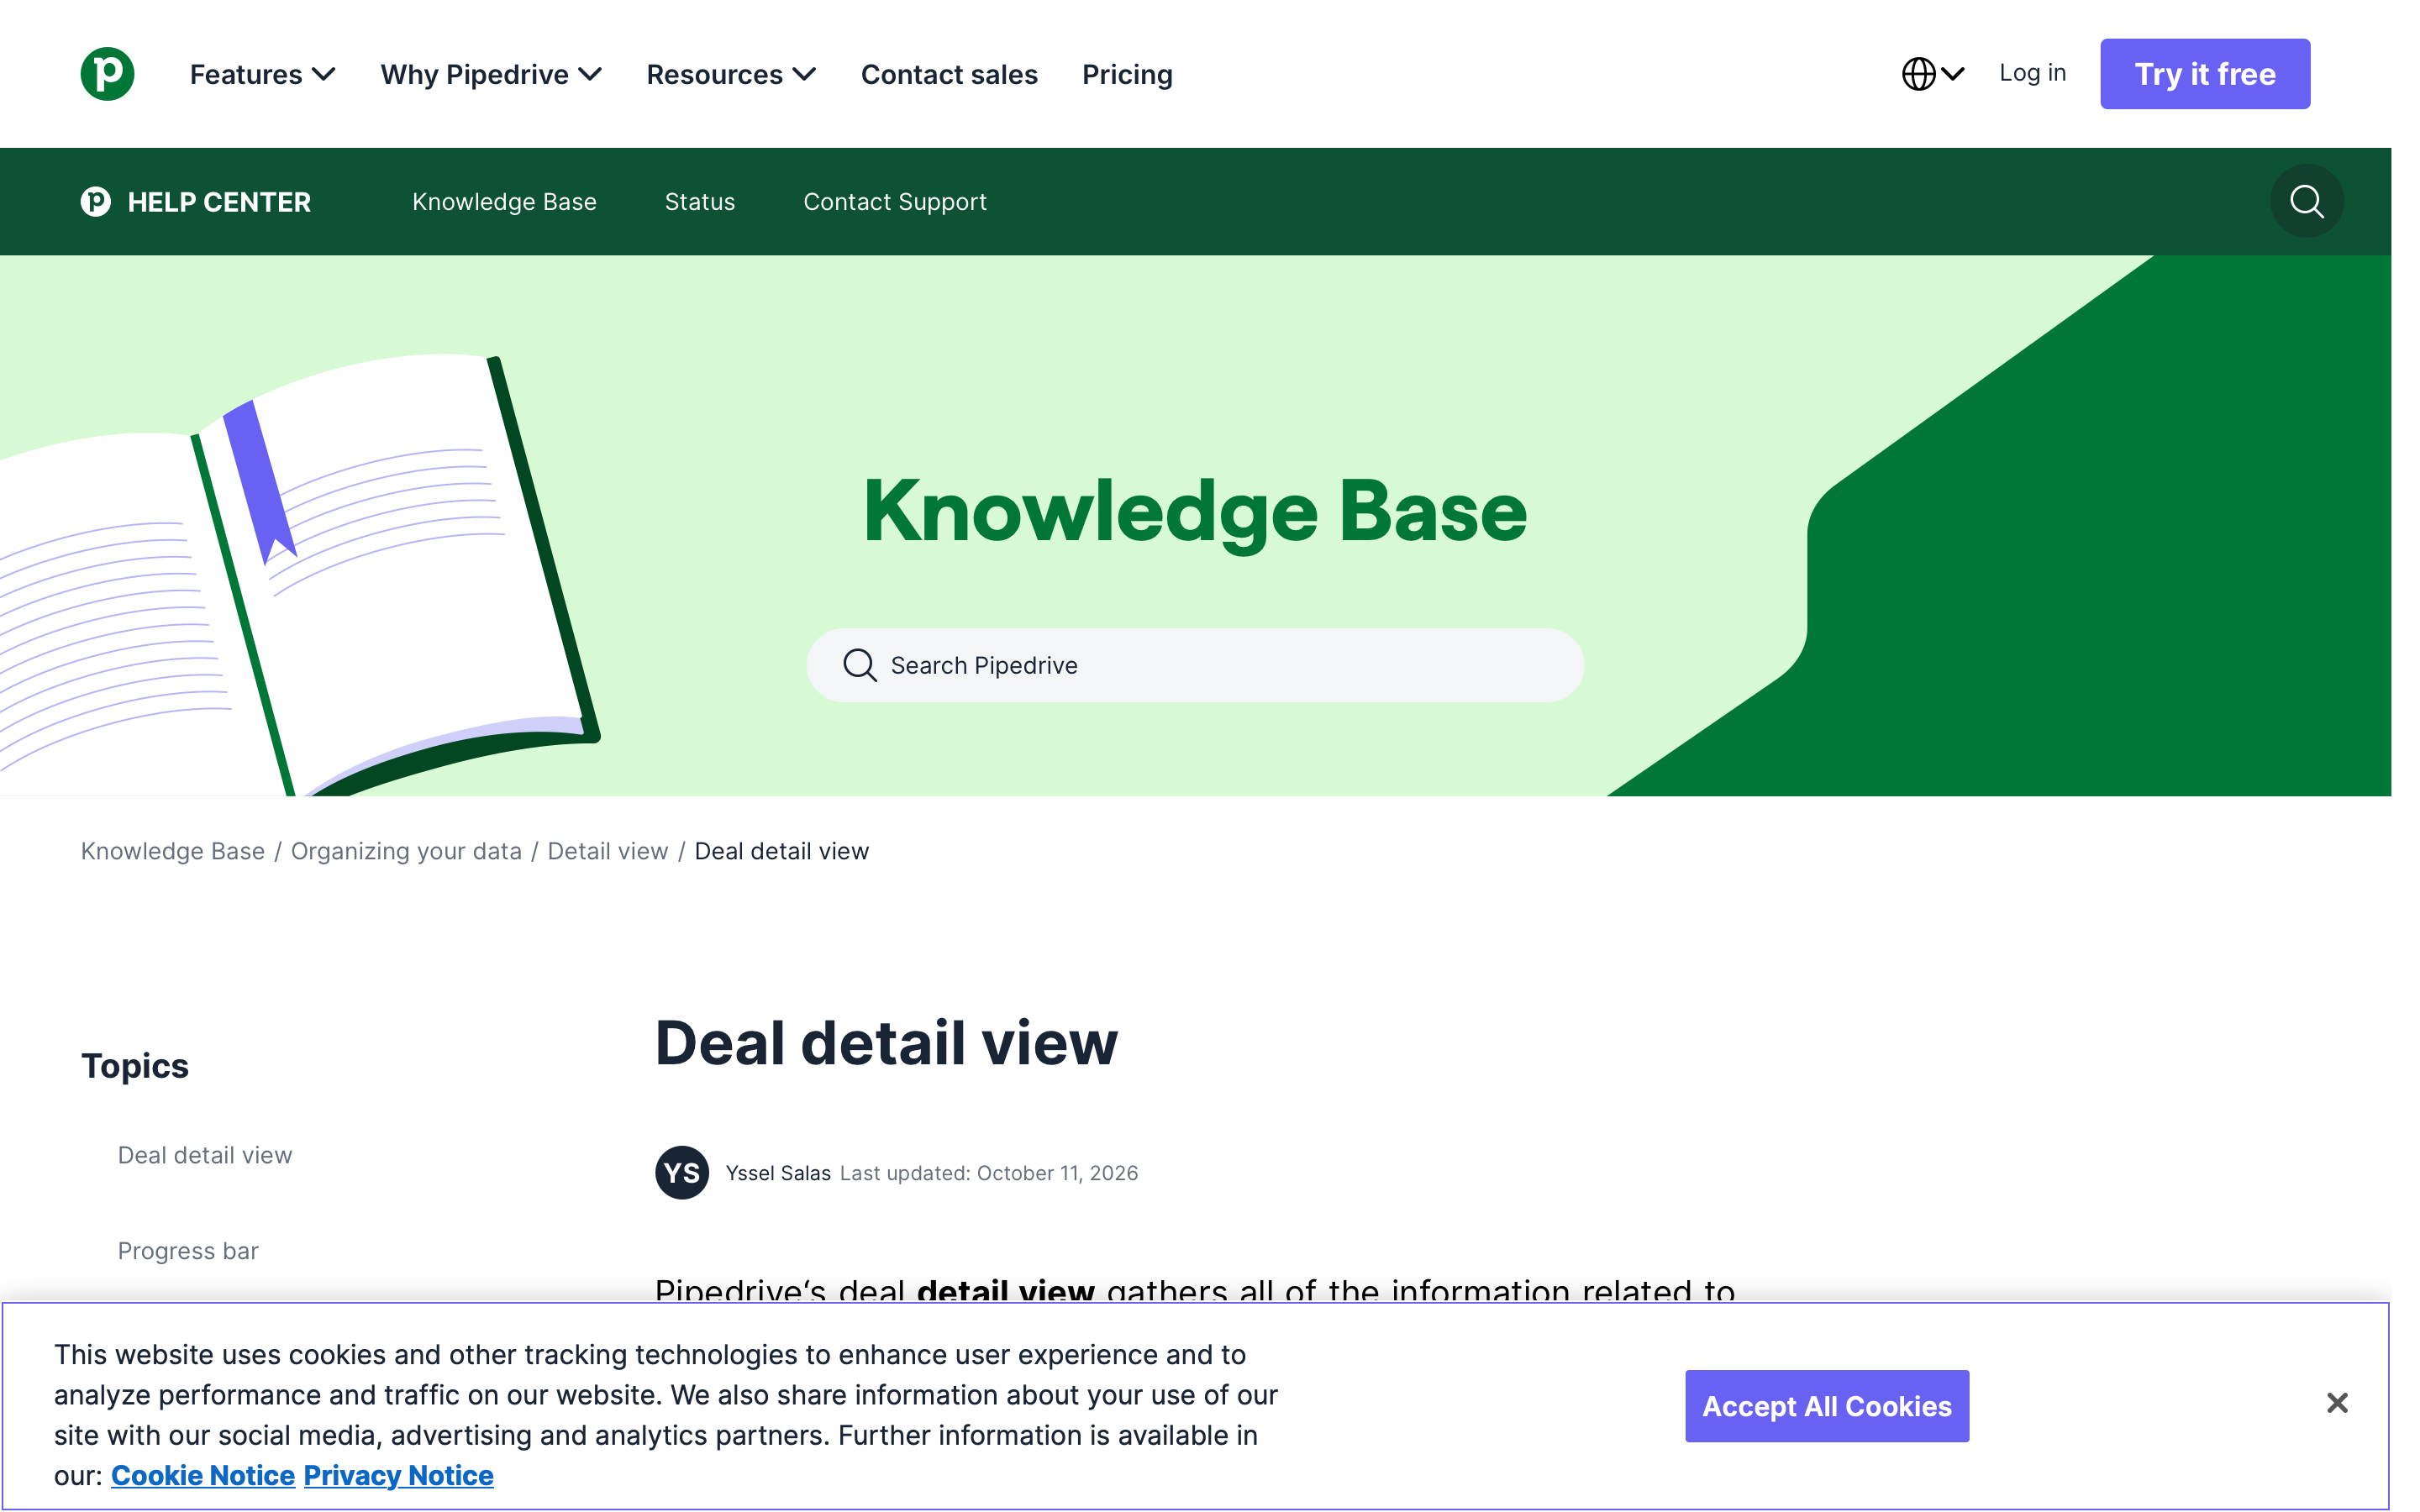 Features
Why Pipedrive
Resources
Contact sales
Pricing
Log in
Try it free
HELP CENTER
Knowledge Base
Status
Contact Support
Knowledge Base
Search Pipedrive
Knowledge Base / Organizing your data / Detail view / Deal detail view
Topics
Deal detail view
Progress bar
Deal detail view
YS
Yssel Salas Last updated: October 11, 2026
Pipedrive‘s deal detail view gathers all of the information related to
This website uses cookies and other tracking technologies to enhance user experience and to
analyze performance and traffic on our website. We also share information about your use of our
site with our social media, advertising and analytics partners. Further information is available in
our: Cookie Notice Privacy Notice
Accept All Cookies